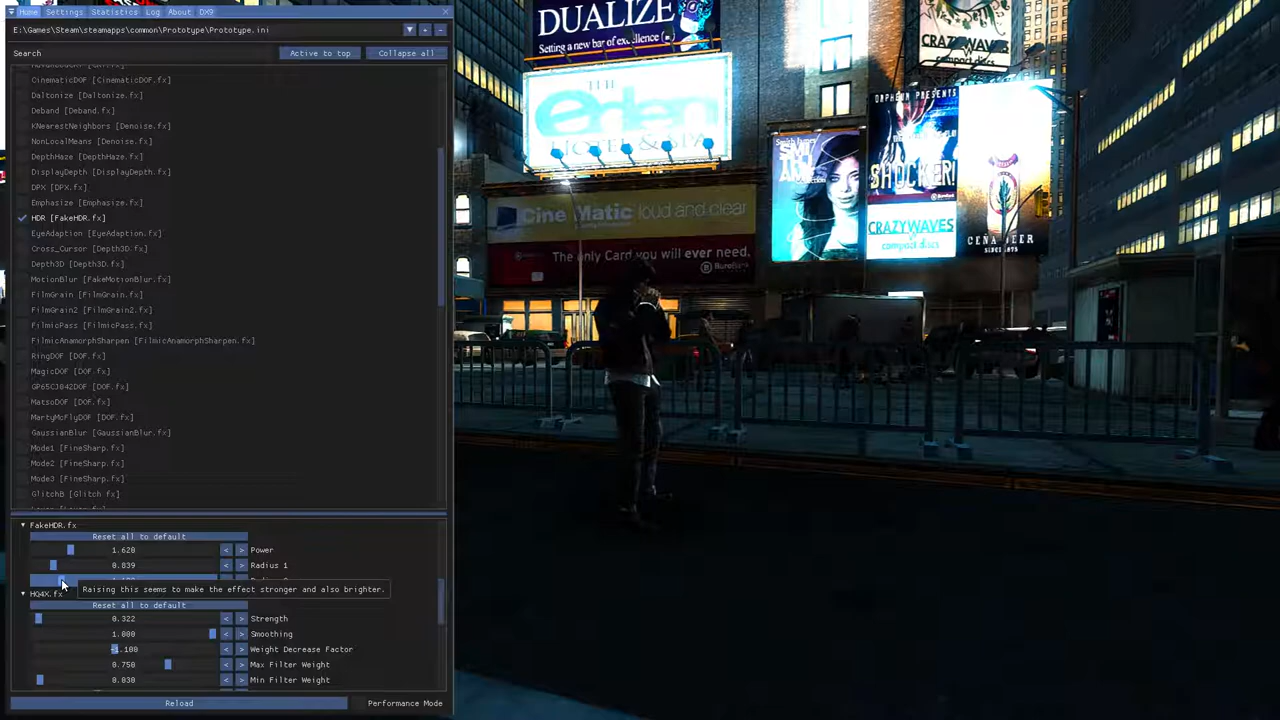 Home Settings Statistics Log About DX9
E:\Games\Steam\steamapps\common\Prototype\Prototype.ini
Search
Active to top
Collapse all
CinematicDOF [CinematicDOF.fx]
Daltonize [Daltonize.fx]
Deband [Deband.fx]
KNearestNeighbors [Denoise.fx]
NonLocalMeans [Denoise.fx]
DepthHaze [DepthHaze.fx]
DisplayDepth [DisplayDepth.fx]
DPX [DPX.fx]
Emphasize [Emphasize.fx]
HDR [FakeHDR.fx]
EyeAdaption [EyeAdaption.fx]
Cross_Cursor [Depth3D.fx]
Depth3D [Depth3D.fx]
MotionBlur [FakeMotionBlur.fx]
FilmGrain [FilmGrain.fx]
FilmGrain2 [FilmGrain2.fx]
FilmicPass [FilmicPass.fx]
FilmicAnamorphSharpen [FilmicAnamorphSharpen.fx]
RingDOF [DOF.fx]
MagicDOF [DOF.fx]
GP65CJ042DOF [DOF.fx]
MatsoDOF [DOF.fx]
MartyMcFlyDOF [DOF.fx]
GaussianBlur [GaussianBlur.fx]
Mode1 [FineSharp.fx]
Mode2 [FineSharp.fx]
Mode3 [FineSharp.fx]
GlitchB [Glitch.fx]
FakeHDR.fx
Reset all to default
1.620 < > Power
0.839 < > Radius 1
Raising this seems to make the effect stronger and also brighter.
HQ4X.fx
Reset all to default
0.322 < > Strength
1.000 < > Smoothing
-1.100 < > Weight Decrease Factor
0.750 < > Max Filter Weight
0.030 < > Min Filter Weight
Reload
Performance Mode
DUALIZE
Setting a new bar of excellence
THE
eden
HOTEL & SPA
Cine Matic loud and clear
The only Card you will ever need.
CRAZYWAVES
compact discs
ORPHEUM PRESENTS
SHOCKER!
CRAZYWAVES
compact discs
CEÑA BEER
SINCE 1875